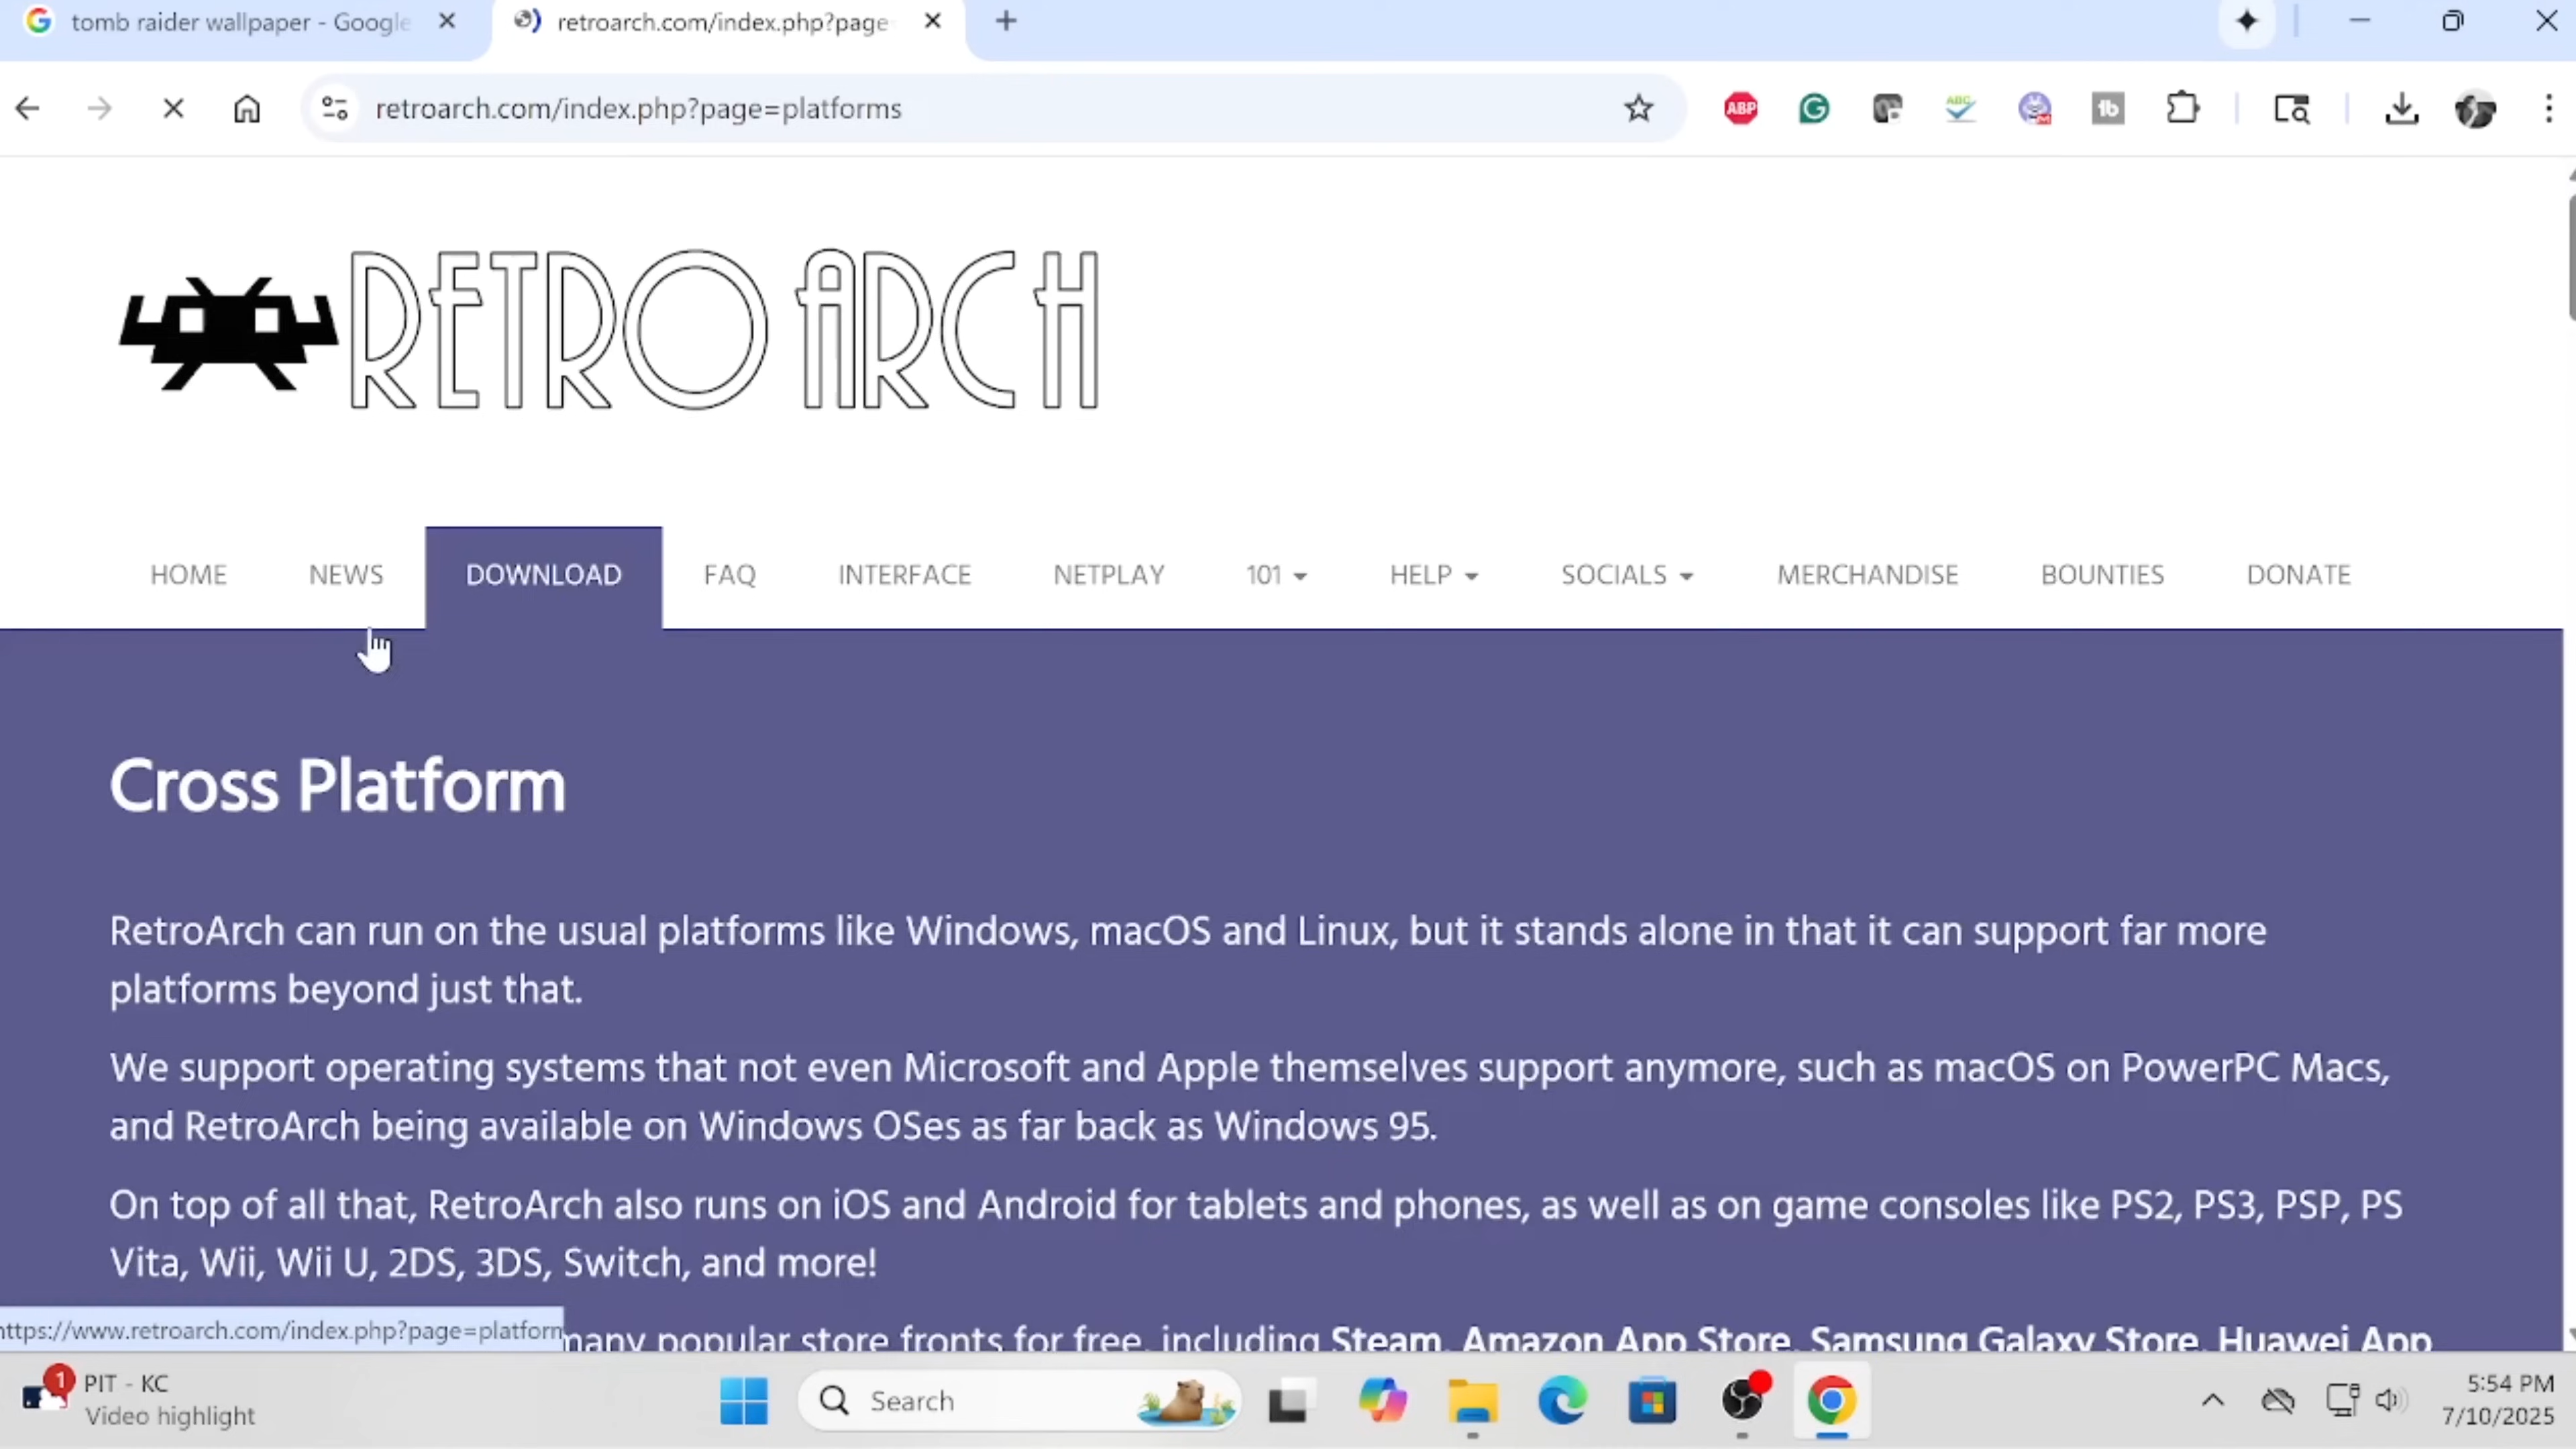 tomb raider wallpaper - Google
retroarch.com/index.php?page
retroarch.com/index.php?page=platforms
ABP
ABC
RETRO ARCH
HOME
NEWS
DOWNLOAD
FAQ
INTERFACE
NETPLAY
101
HELP
SOCIALS
MERCHANDISE
BOUNTIES
DONATE
Cross Platform
RetroArch can run on the usual platforms like Windows, macOS and Linux, but it stands alone in that it can support far more
platforms beyond just that.
We support operating systems that not even Microsoft and Apple themselves support anymore, such as macOS on PowerPC Macs,
and RetroArch being available on Windows OSes as far back as Windows 95.
On top of all that, RetroArch also runs on iOS and Android for tablets and phones, as well as on game consoles like PS2, PS3, PSP, PS
Vita, Wii, Wii U, 2DS, 3DS, Switch, and more!
https://www.retroarch.com/index.php?page=platform
many popular store fronts for free, including Steam, Amazon App Store, Samsung Galaxy Store, Huawei App
1
PIT - KC
Video highlight
Search
5:54 PM
7/10/2025